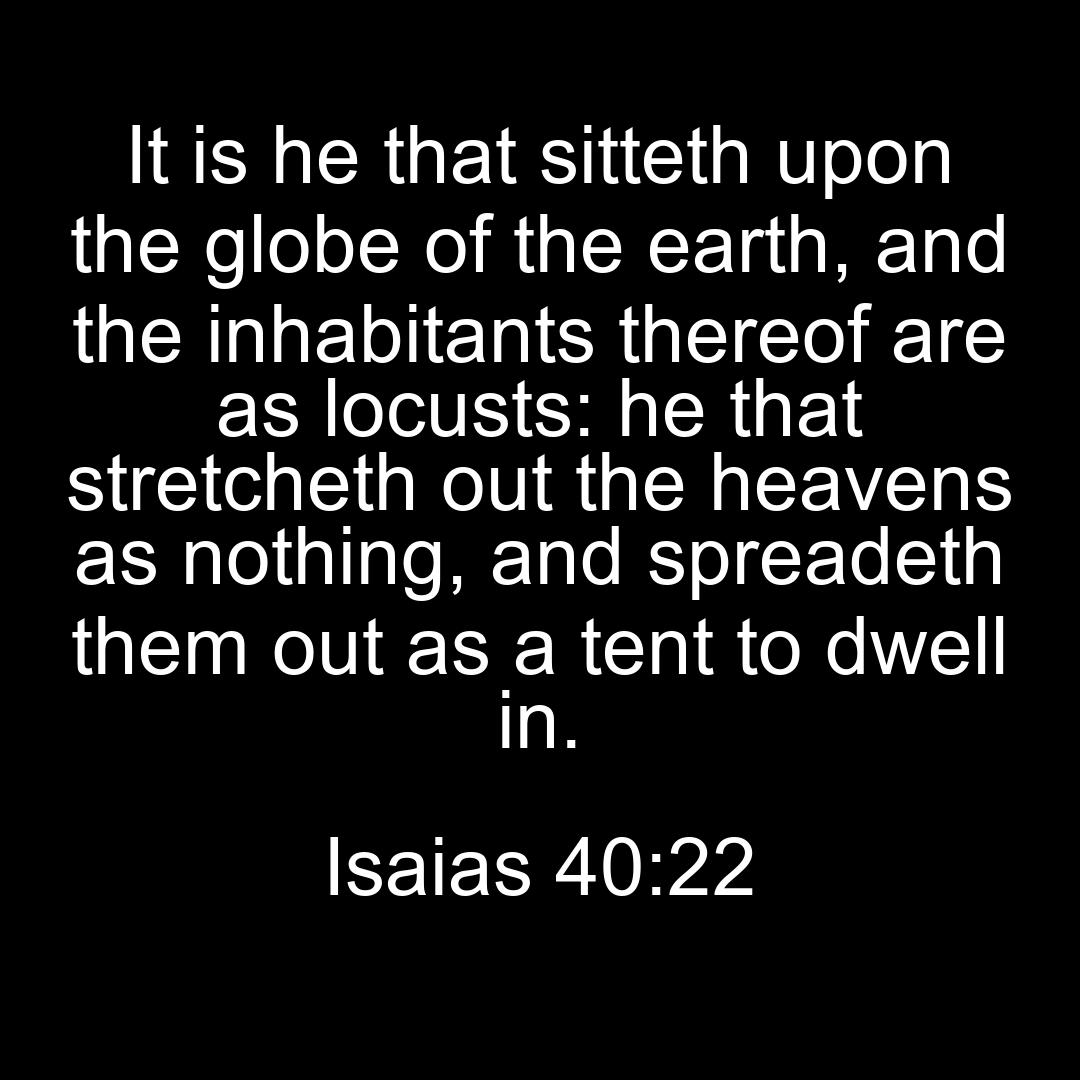 It is he that sitteth upon
the globe of the earth, and
the inhabitants thereof are
as locusts: he that
stretcheth out the heavens
as nothing, and spreadeth
them out as a tent to dwell
in.
Isaias 40:22